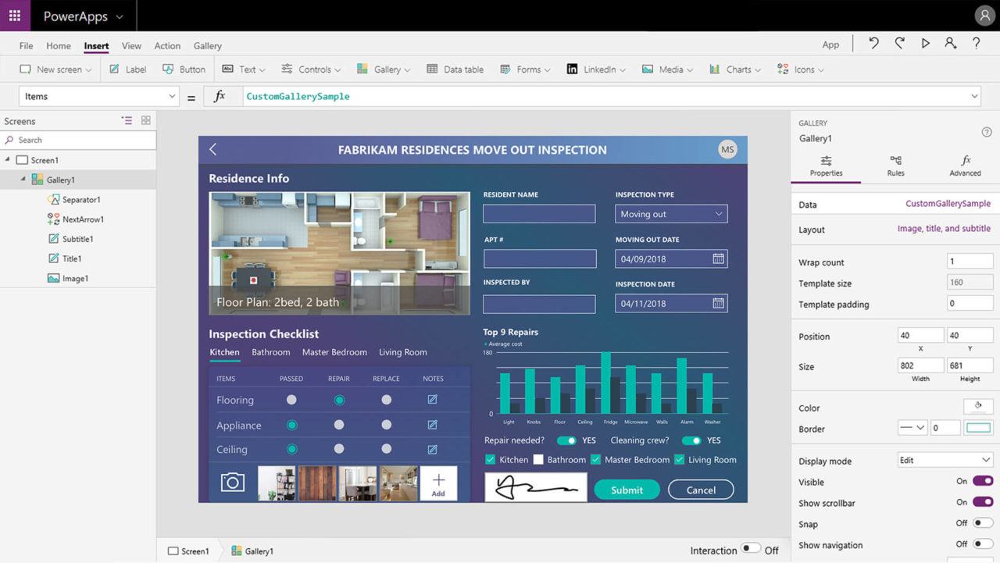 PowerApps
File Home Insert View Action Gallery App ?
New screen Label Button Text Controls Gallery Data table Forms LinkedIn Media Charts Icons
Items = fx CustomGallerySample
Screens
Search
Screen1
Gallery1
Separator1
NextArrow1
Subtitle1
Title1
Image1
FABRIKAM RESIDENCES MOVE OUT INSPECTION MS
Residence Info
Floor Plan: 2bed, 2 bath
RESIDENT NAME INSPECTION TYPE
Moving out
APT # MOVING OUT DATE
04/09/2018
INSPECTED BY INSPECTION DATE
04/11/2018
Inspection Checklist
Kitchen Bathroom Master Bedroom Living Room
ITEMS PASSED REPAIR REPLACE NOTES
Flooring
Appliance
Ceiling
Add
Top 9 Repairs
Average cost
180
0
Light Knobs Floor Ceiling Fridge Microwave Walls Alarm Washer
Repair needed? YES Cleaning crew? YES
Kitchen Bathroom Master Bedroom Living Room
Submit Cancel
GALLERY
Gallery1
?
Properties Rules fx Advanced
Data CustomGallerySample
Layout Image, title, and subtitle
Wrap count 1
Template size 160
Template padding 0
Position 40 40
X Y
Size 802 681
Width Height
Color
Border 0
Display mode Edit
Visible On
Show scrollbar On
Snap Off
Show navigation Off
Screen1 Gallery1 Interaction Off